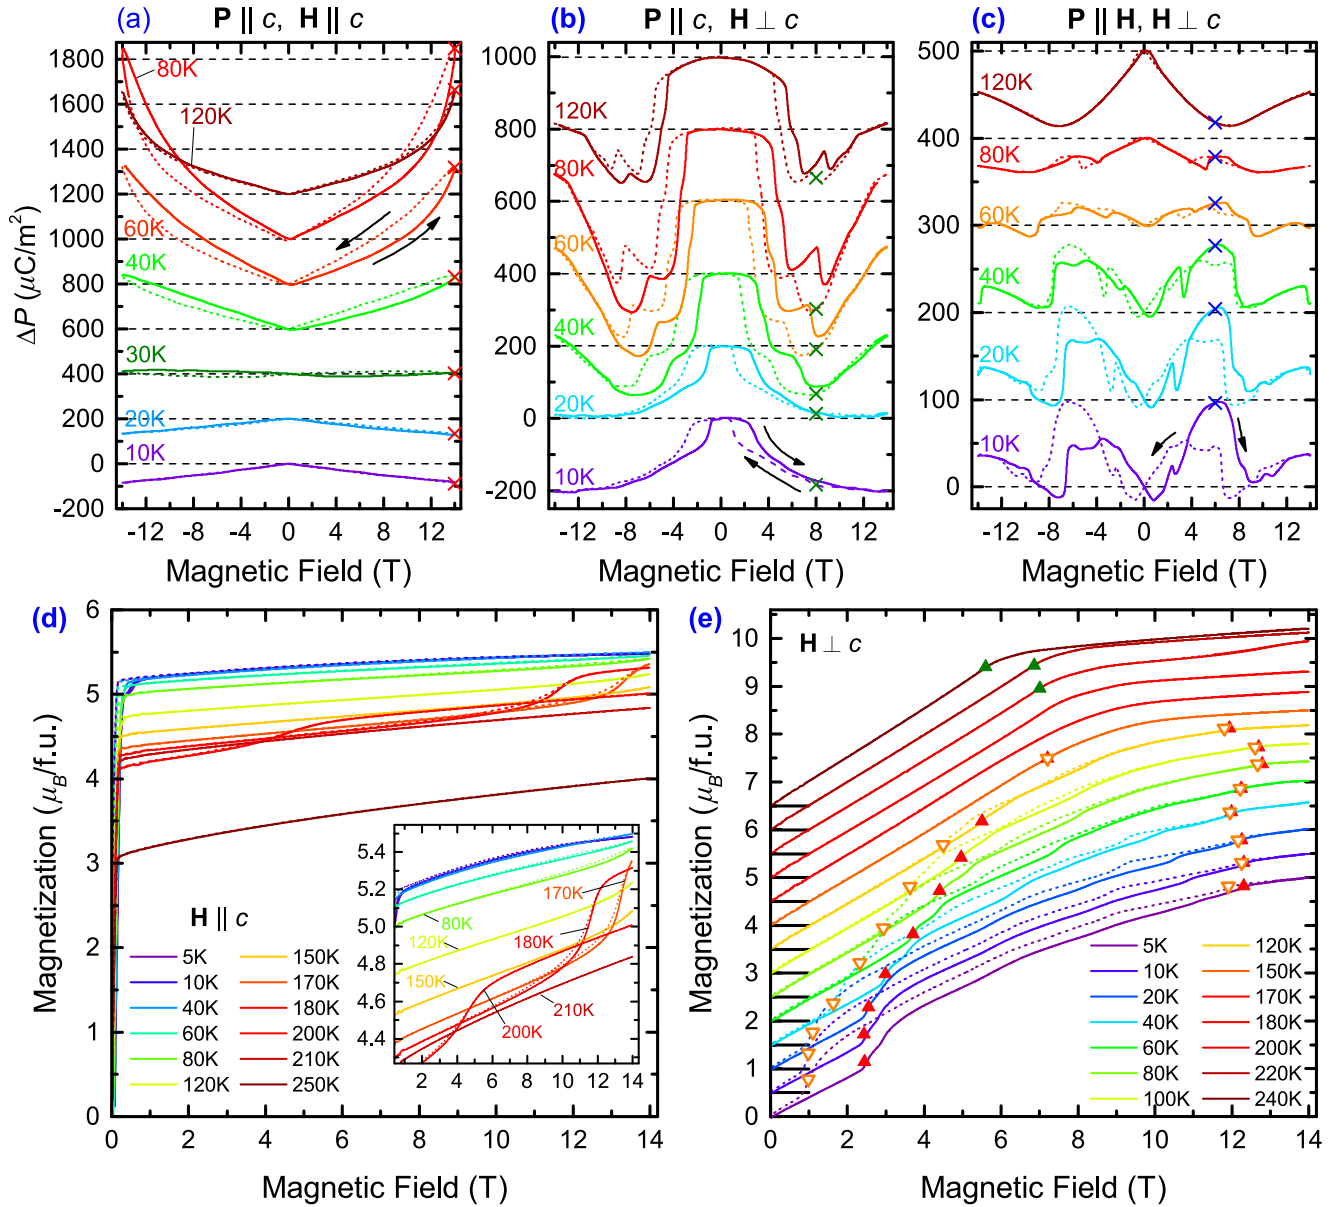 (a) P || c, H || c
(b) P || c, H ⊥ c
(c) P || H, H ⊥ c
ΔP (μC/m²)
1800
1600
1400
1200
1000
800
600
400
200
0
-200
80K
120K
60K
40K
30K
20K
10K
-12 -8 -4 0 4 8 12
Magnetic Field (T)
1000
800
600
400
200
0
-200
120K
80K
60K
40K
20K
10K
-12 -8 -4 0 4 8 12
Magnetic Field (T)
500
400
300
200
100
0
120K
80K
60K
40K
20K
10K
-12 -8 -4 0 4 8 12
Magnetic Field (T)
(d)
Magnetization (μB/f.u.)
6
5
4
3
2
1
0
H || c
5K 150K
10K 170K
40K 180K
60K 200K
80K 210K
120K 250K
5.4
5.2
5.0
4.8
4.6
4.4
80K
120K
150K
170K
180K
200K
210K
2 4 6 8 10 12 14
0 2 4 6 8 10 12 14
Magnetic Field (T)
(e)
H ⊥ c
Magnetization (μB/f.u.)
10
9
8
7
6
5
4
3
2
1
0
5K 120K
10K 150K
20K 170K
40K 180K
60K 200K
80K 220K
100K 240K
0 2 4 6 8 10 12 14
Magnetic Field (T)